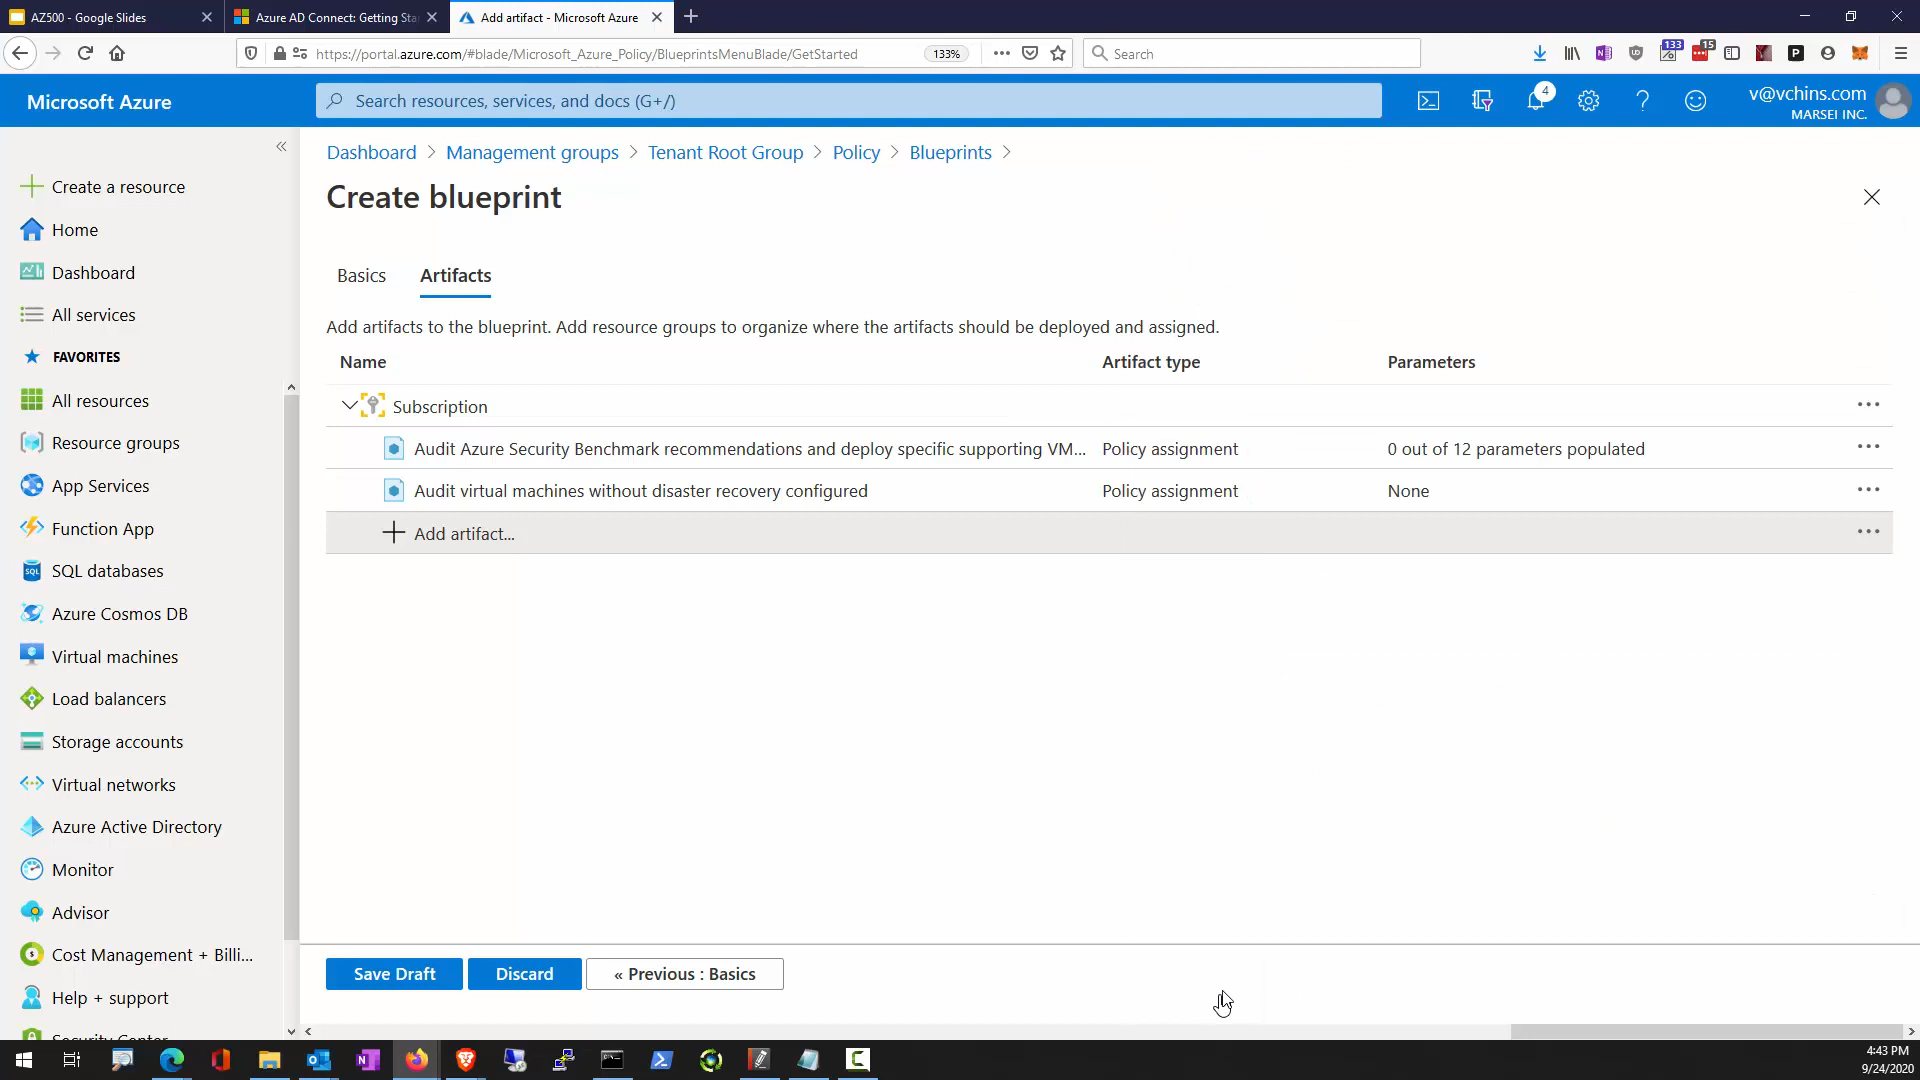 AZ500 - Google Slides
Azure AD Connect: Getting Sta
Add artifact - Microsoft Azure
https://portal.azure.com/#blade/Microsoft_Azure_Policy/BlueprintsMenuBlade/GetStarted
133%
Search
133
15
Microsoft Azure
Search resources, services, and docs (G+/)
4
v@vchins.com
MARSEI INC.
Dashboard > Management groups > Tenant Root Group > Policy > Blueprints >
Create blueprint
Create a resource
Home
Dashboard
All services
FAVORITES
All resources
Resource groups
App Services
Function App
SQL databases
Azure Cosmos DB
Virtual machines
Load balancers
Storage accounts
Virtual networks
Azure Active Directory
Monitor
Advisor
Cost Management + Billi...
Help + support
Security Center
Basics
Artifacts
Add artifacts to the blueprint. Add resource groups to organize where the artifacts should be deployed and assigned.
Name Artifact type Parameters
Subscription
Audit Azure Security Benchmark recommendations and deploy specific supporting VM... Policy assignment 0 out of 12 parameters populated
Audit virtual machines without disaster recovery configured Policy assignment None
Add artifact...
Save Draft
Discard
« Previous : Basics
4:43 PM
9/24/2020